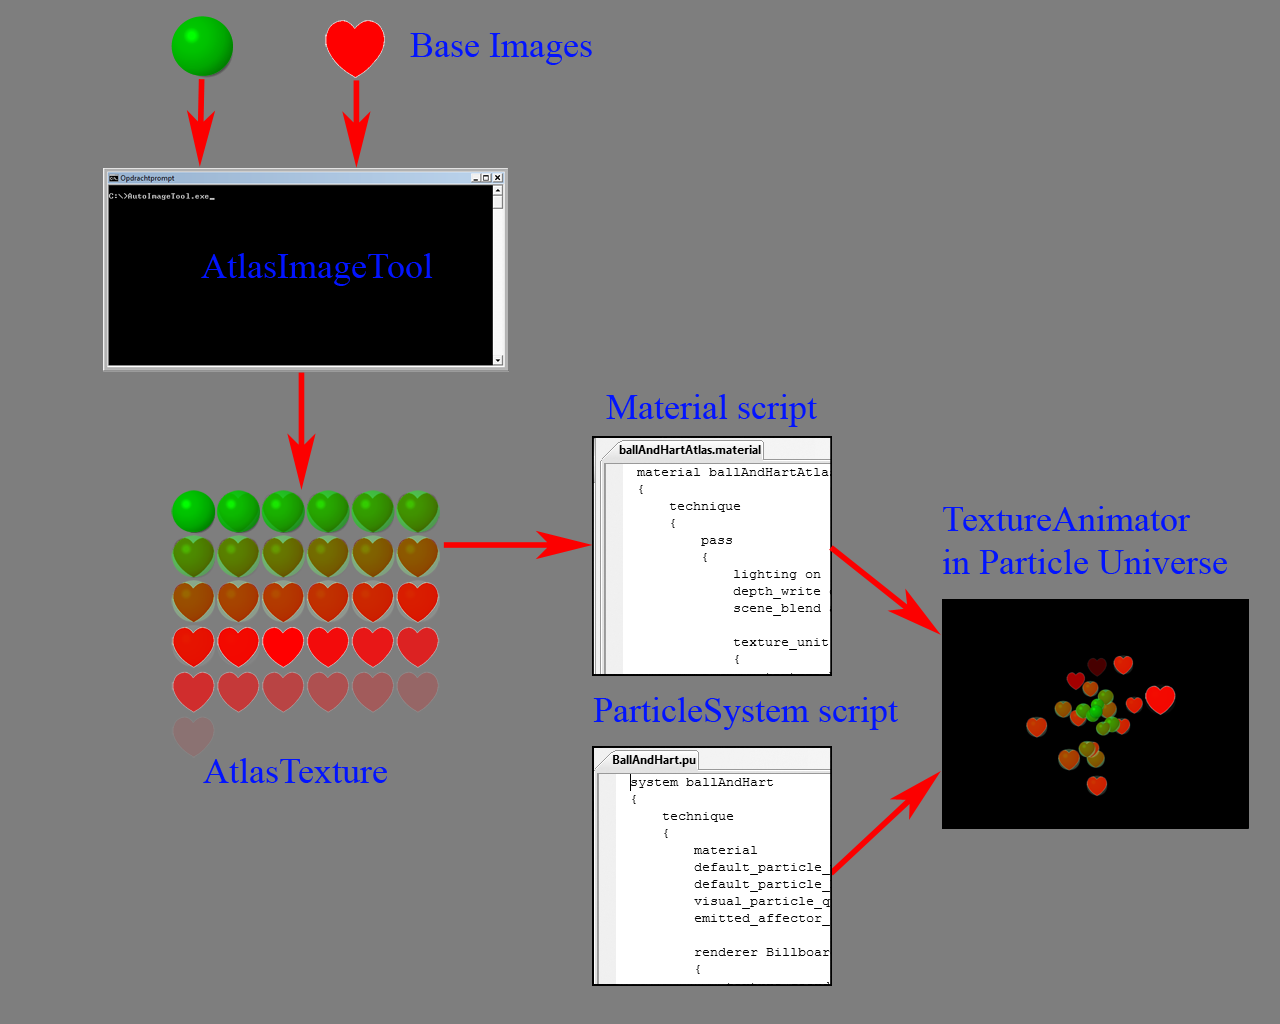 Base Images
Opdrachtprompt
C:\>AutoImageTool.exe_
AtlasImageTool
AtlasTexture
Material script
ballAndHartAtlas.material
material ballAndHartAtla
{
technique
{
pass
{
lighting on
depth_write
scene_blend
texture_unit
{
ParticleSystem script
BallAndHart.pu
system ballAndHart
{
technique
{
material
default_particle_
default_particle_
visual_particle_q
emitted_affector_
renderer Billboar
{
TextureAnimator
in Particle Universe